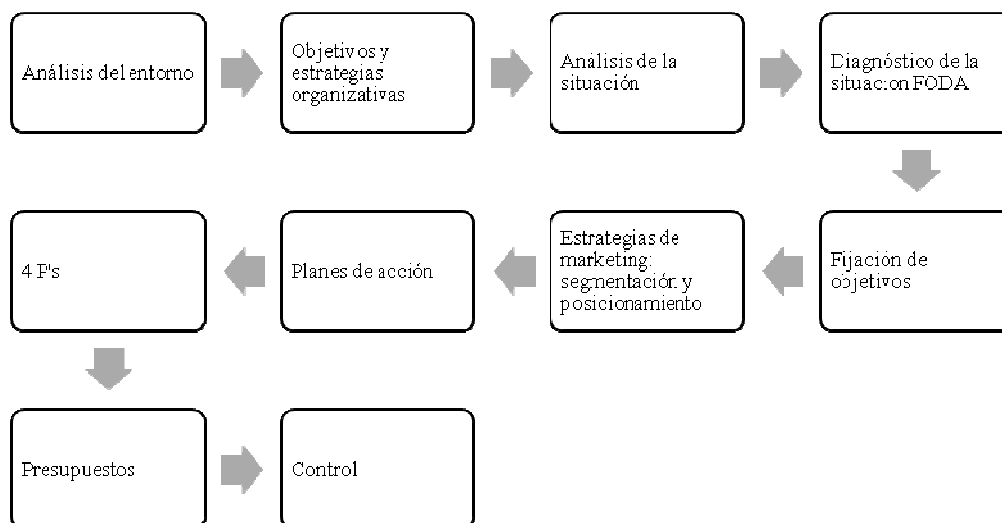 Análisis del entorno
Objetivos y
estrategias
organizativas
Análisis de la
situación
Diagnóstico de la
situacion FODA
Fijación de
objetivos
Estrategias de
marketing:
segmentación y
posicionamiento
Planes de acción
4 P's
Presupuestos
Control